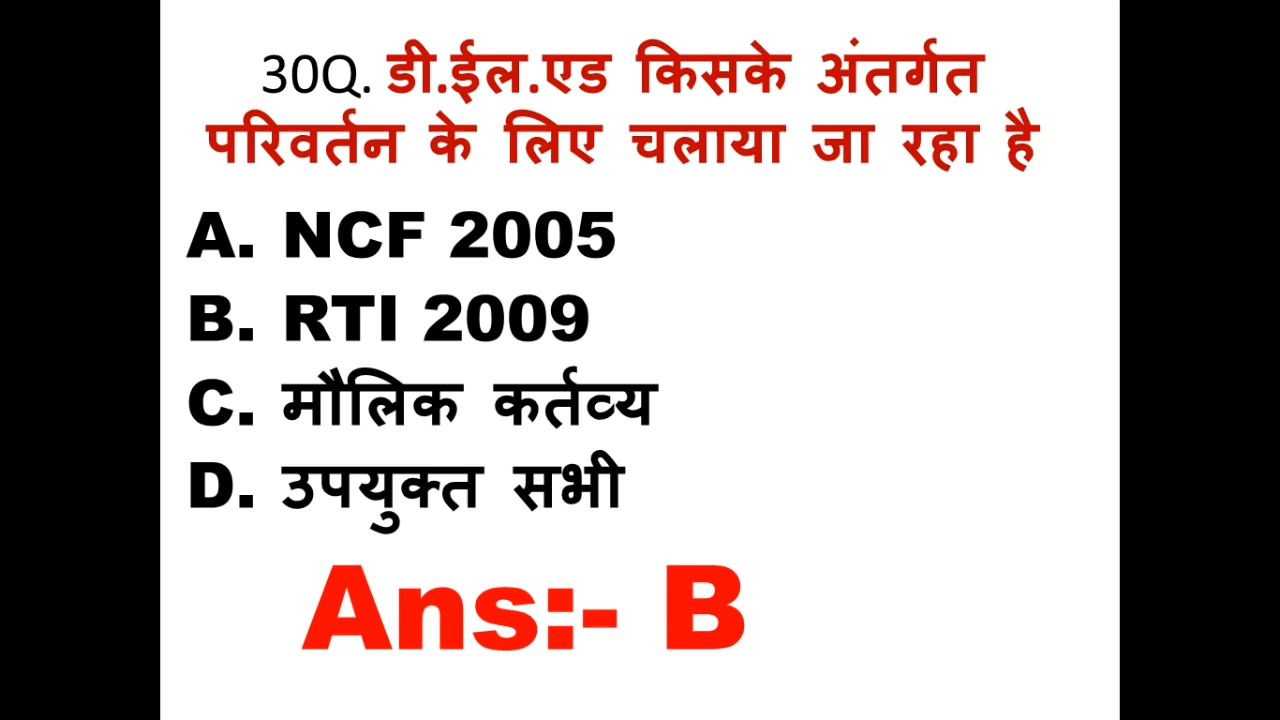 30Q. डी.ईल.एड किसके अंतर्गत
परिवर्तन के लिए चलाया जा रहा है
A. NCF 2005
B. RTI 2009
C. मौलिक कर्तव्य
D. उपयुक्त सभी
Ans:- B